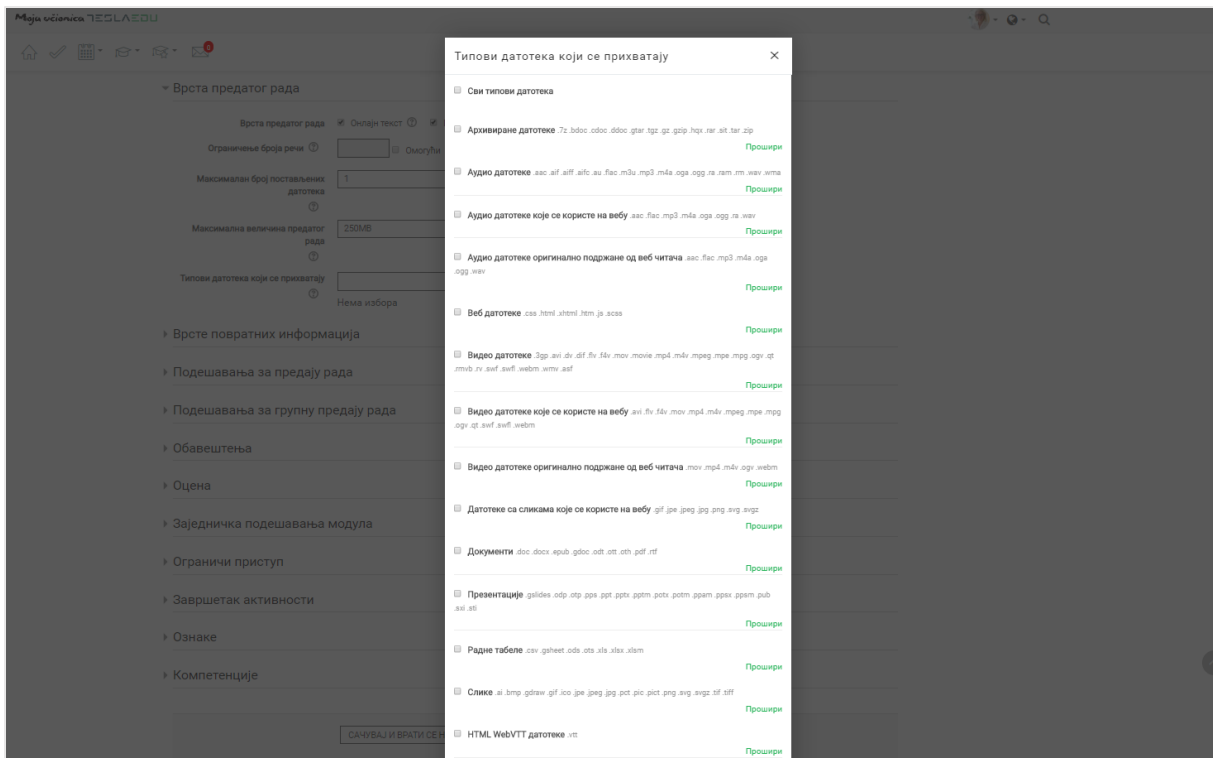 Moja učionica TESLAEDU
Типови датотека који се прихватају
Врста предатог рада
Сви типови датотека
Врста предатог рада Онлајн текст
Архивиране датотеке .7z .bdoc .cdoc .ddoc .gtar .tgz .gz .gzip .hqx .rar .sit .tar .zip
Ограничење броја речи Омогући
Прошири
Максималан број постављених датотека
1
Аудио датотеке .aac .aif .aiff .aifc .au .flac .m3u .mp3 .m4a .oga .ogg .ra .ram .rm .wav .wma
Прошири
Аудио датотеке које се користе на вебу .aac .flac .mp3 .m4a .oga .ogg .ra .wav
Прошири
Максимална величина предатог рада
250MB
Аудио датотеке оригинално подржане од веб читача .aac .flac .mp3 .m4a .oga
.ogg .wav
Прошири
Типови датотека који се прихватају
Нема избора
Веб датотеке .css .html .xhtml .htm .js .scss
Прошири
Врсте повратних информација
Видео датотеке .3gp .avi .dv .dif .flv .f4v .mov .movie .mp4 .m4v .mpeg .mpe .mpg .ogv .qt
.rmvb .rv .swf .swfl .webm .wmv .asf
Прошири
Подешавања за предају рада
Видео датотеке које се користе на вебу .avi .flv .f4v .mov .mp4 .m4v .mpeg .mpe .mpg
.ogv .qt .swf .swfl .webm
Прошири
Обавештења
Видео датотеке оригинално подржане од веб читача .mov .mp4 .m4v .ogv .webm
Прошири
Оцена
Датотеке са сликама које се користе на вебу .gif .jpe .jpeg .jpg .png .svg .svgz
Прошири
Заједничка подешавања модула
Документи .doc .docx .epub .gdoc .odt .ott .oth .pdf .rtf
Прошири
Ограничи приступ
Презентације .gslides .odp .otp .pps .ppt .pptx .pptm .potx .potm .ppam .ppsx .ppsm .pub
.sxi .sti
Прошири
Завршетак активности
Ознаке
Радне табеле .csv .gsheet .ods .ots .xls .xlsx .xlsm
Прошири
Компетенције
Слике .ai .bmp .gdraw .gif .ico .jpe .jpeg .jpg .pct .pic .pict .png .svg .svgz .tif .tiff
Прошири
САЧУВАЈ И ВРАТИ СЕ Н
HTML WebVTT датотеке .vtt
Прошири